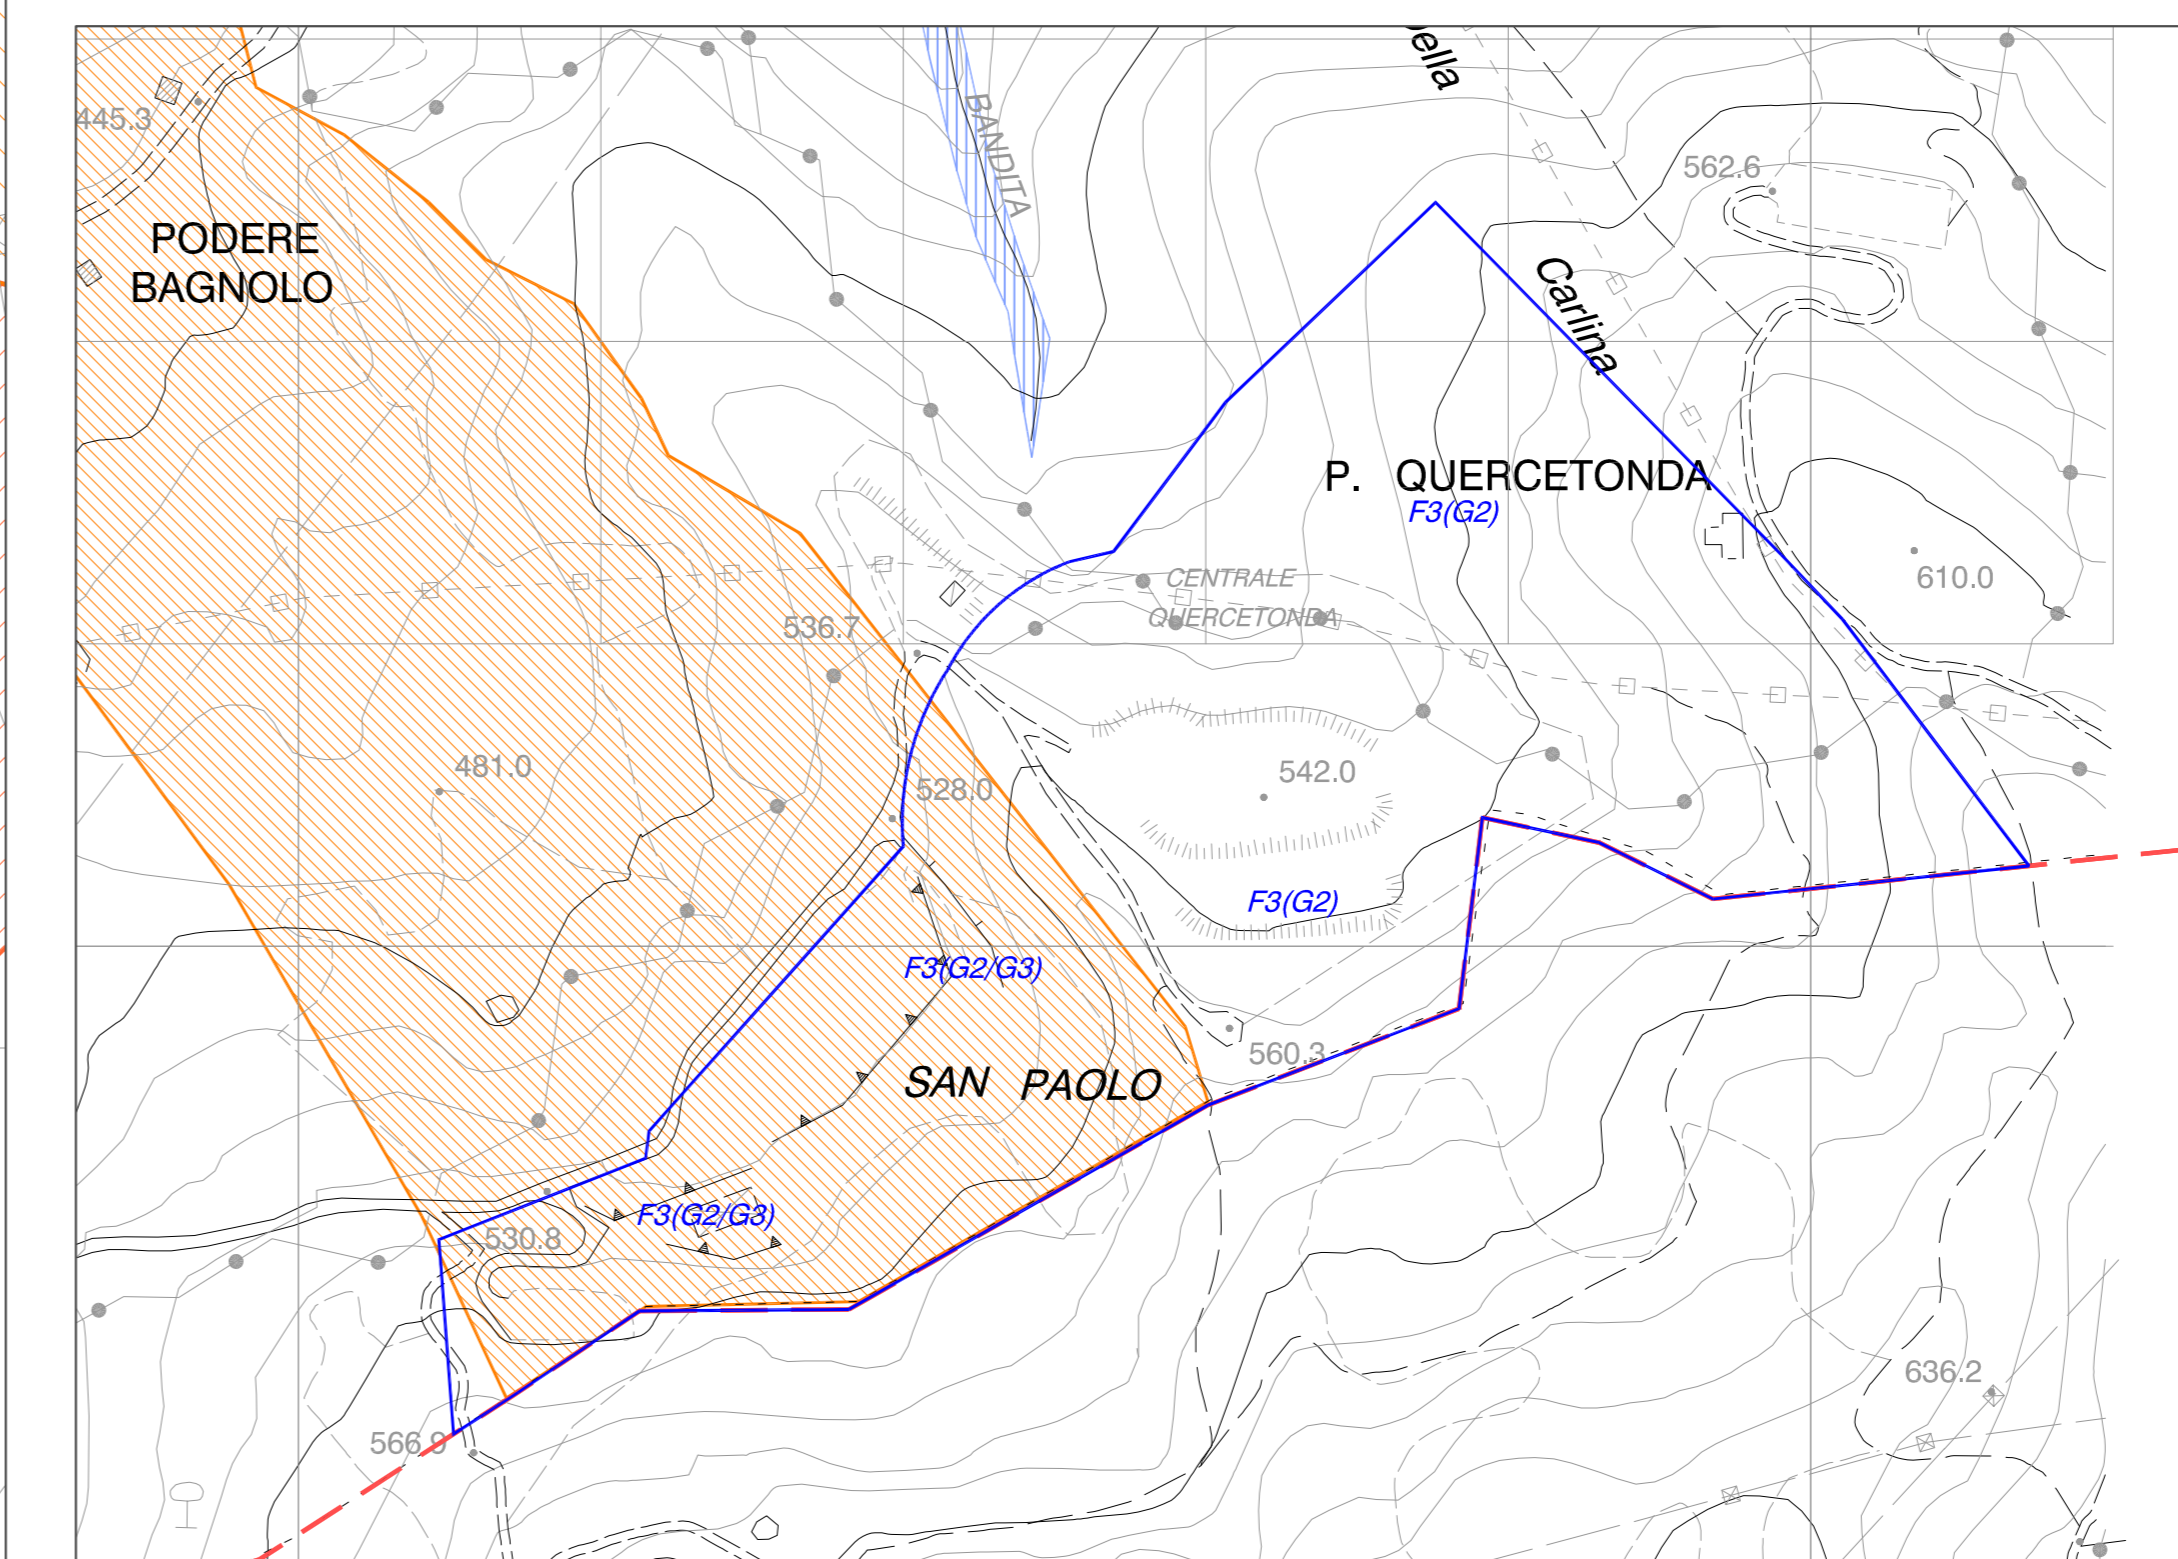 445.3
PODERE
BAGNOLO
BANDITA
Carlina
562.6
P. QUERCETONDA
F3(G2)
CENTRALE
QUERCETONDA
610.0
536.7
481.0
528.0
542.0
F3(G2)
F3(G2/G3)
SAN PAOLO
560.3
F3(G2/G3)
530.8
566.9
636.2